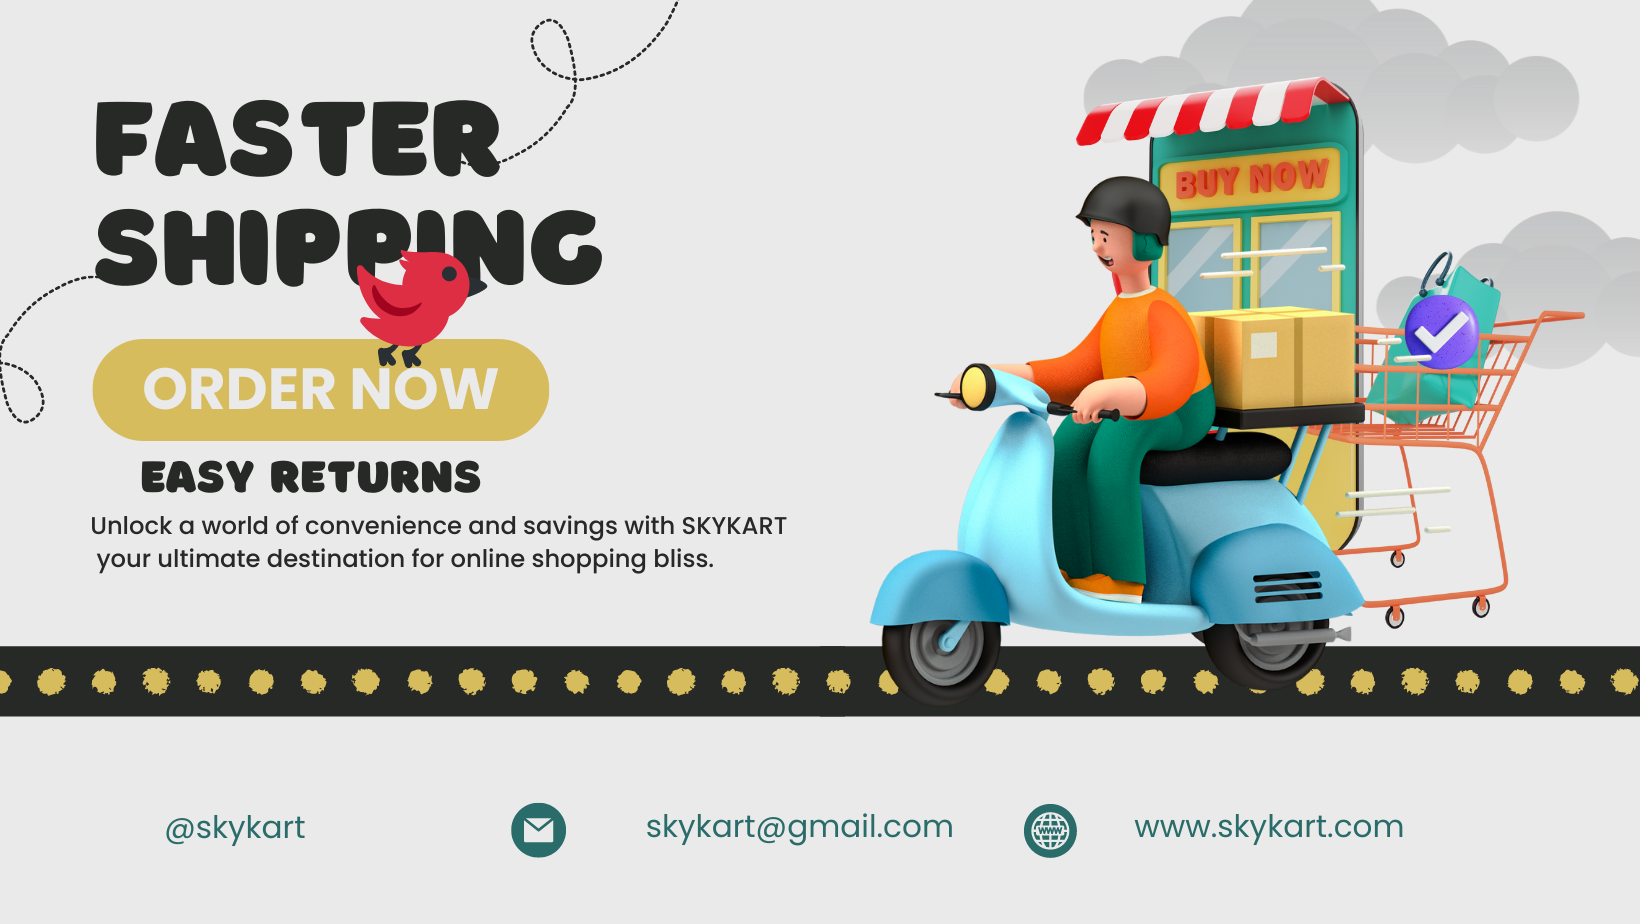 FASTER
SHIPPING
ORDER NOW
EASY RETURNS
Unlock a world of convenience and savings with SKYKART
your ultimate destination for online shopping bliss.
BUY NOW
@skykart
skykart@gmail.com
www
www.skykart.com